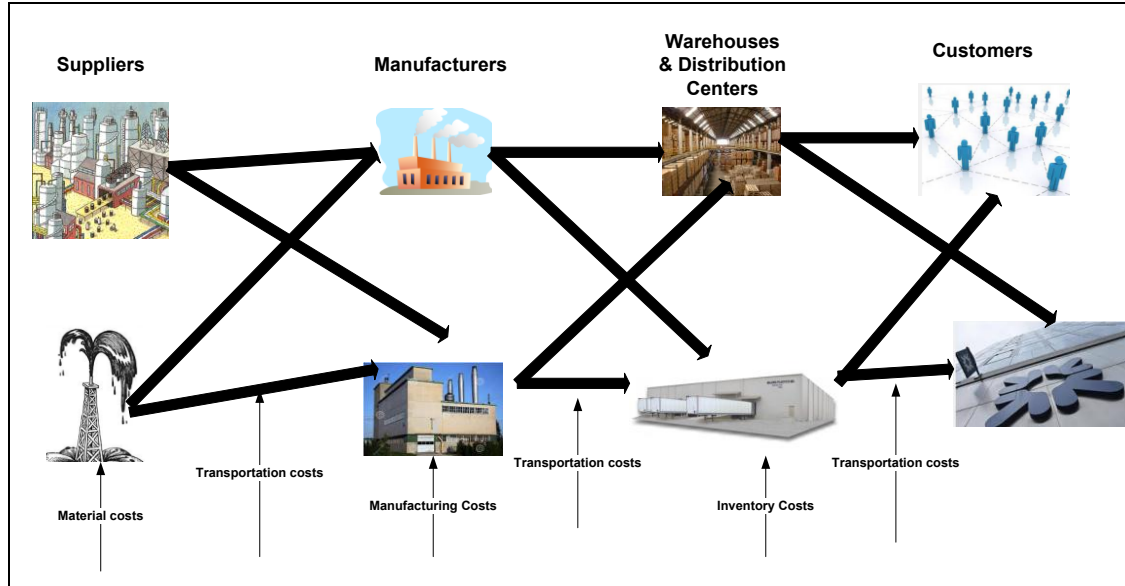 Suppliers
Manufacturers
Warehouses
& Distribution
Centers
Customers
Transportation costs
Transportation costs
Transportation costs
Material costs
Manufacturing Costs
Inventory Costs